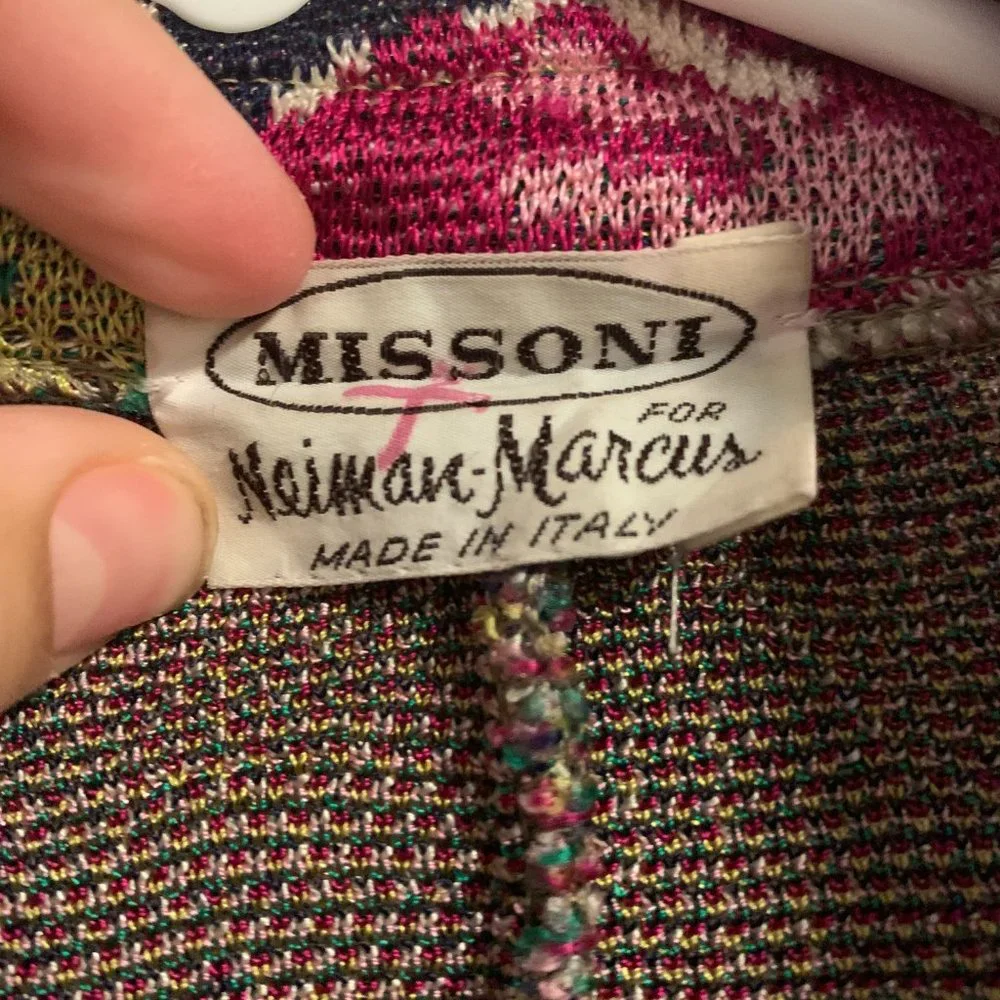 MISSONI
FOR
Neiman-Marcus
MADE IN ITALY